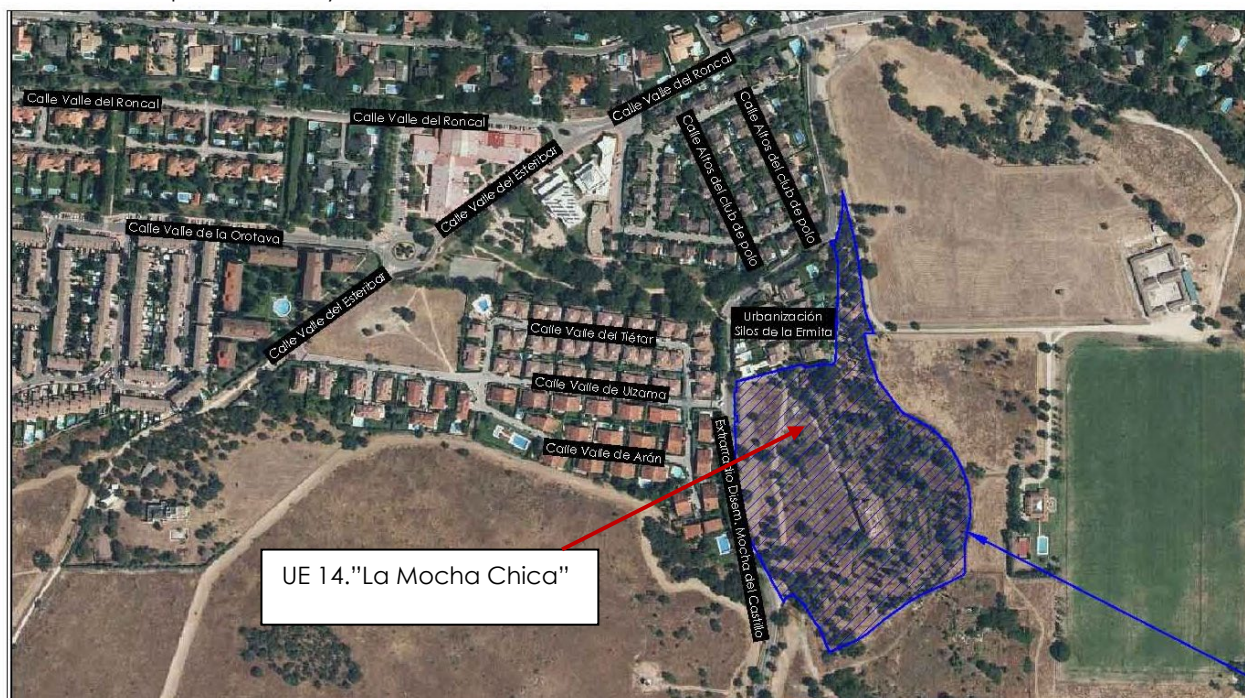 Calle Valle del Roncal
Calle Valle del Roncal
Calle Valle del Roncal
Calle Altos del club de polo
Calle Altos del club de polo
Calle Valle del Esteribar
Calle Valle de la Orotava
Calle Valle del Esteribar
Urbanización
Silos de la Ermita
Calle Valle del Tiétar
Calle Valle de Ulzama
Calle Valle de Arán
Extrarradio Disem. Mocha del Castillo
UE 14."La Mocha Chica"